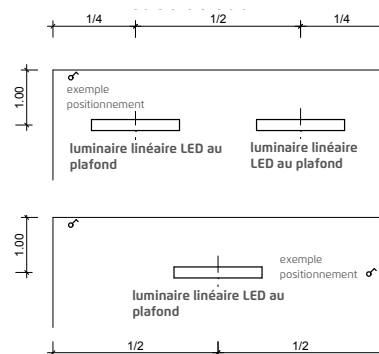 1/4 1/2 1/4
1.00
exemple
positionnement
luminaire linéaire LED au
plafond
luminaire linéaire
LED au plafond
1.00
exemple
positionnement
luminaire linéaire LED au
plafond
1/2 1/2